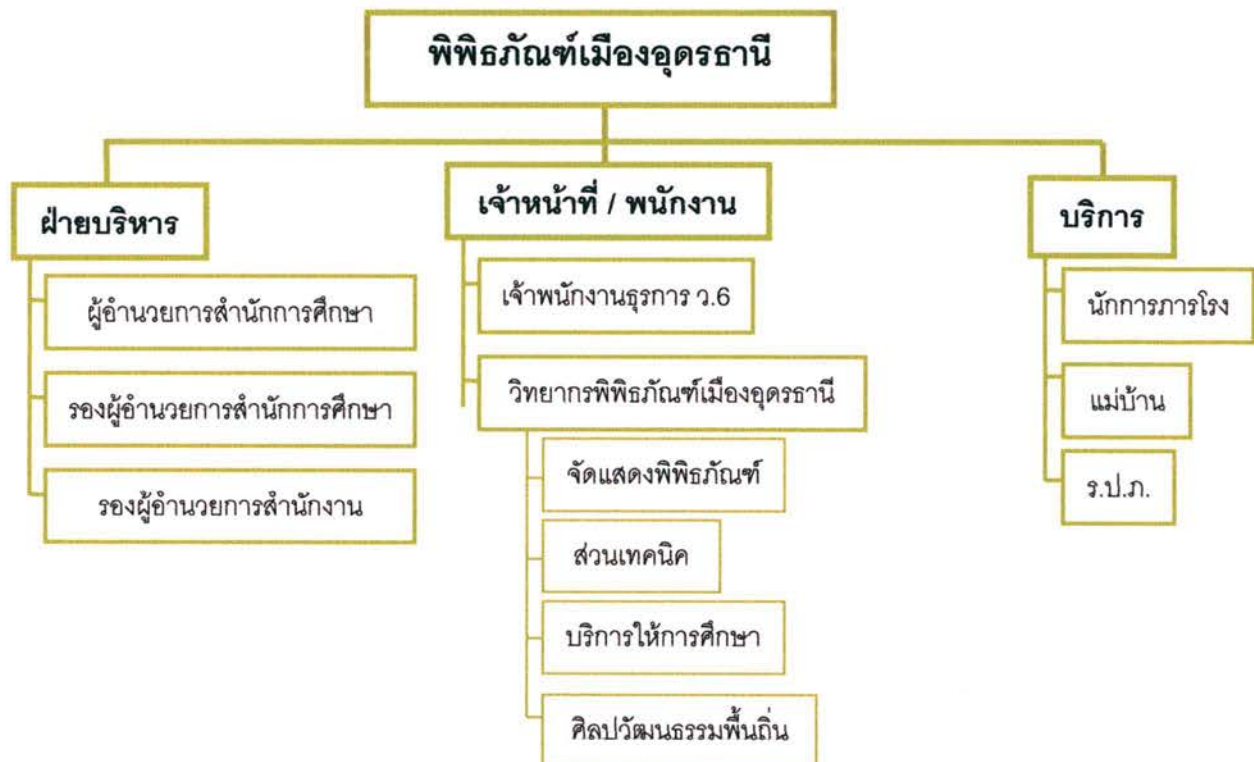 พิพิธภัณฑ์เมืองอุดรธานี
ฝ่ายบริหาร
ผู้อำนวยการสำนักการศึกษา
รองผู้อำนวยการสำนักการศึกษา
รองผู้อำนวยการสำนักงาน
เจ้าหน้าที่ / พนักงาน
เจ้าพนักงานธุรการ ว.6
วิทยากรพิพิธภัณฑ์เมืองอุดรธานี
จัดแสดงพิพิธภัณฑ์
ส่วนเทคนิค
บริการให้การศึกษา
ศิลปวัฒนธรรมพื้นถิ่น
บริการ
นักการภารโรง
แม่บ้าน
ร.ป.ภ.